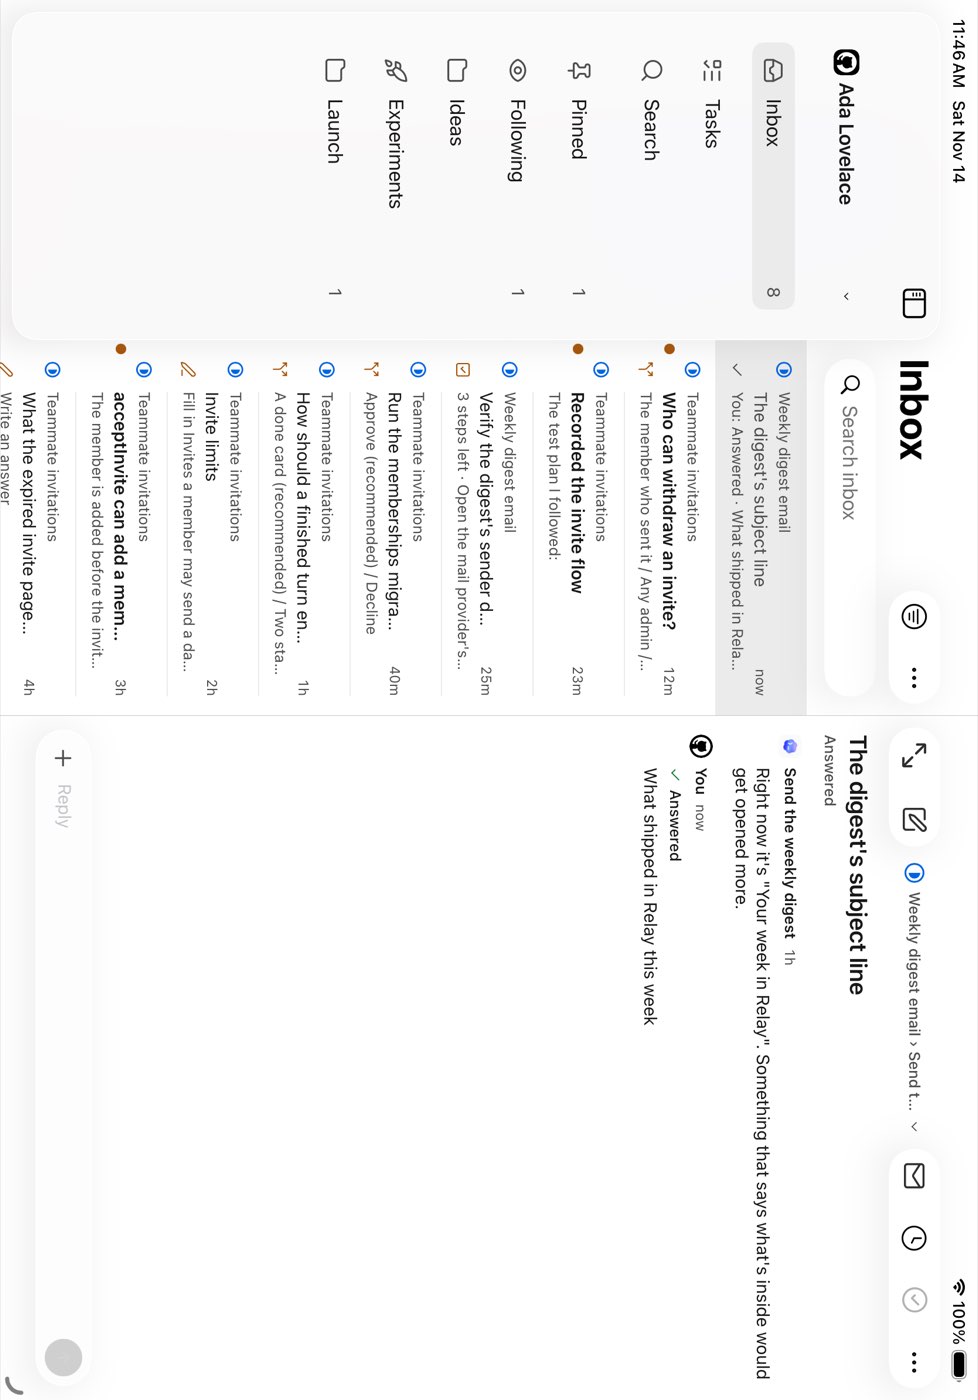 11:46 AM Sat Nov 14
100%
Ada Lovelace
Inbox 8
Tasks
Search
Pinned 1
Following 1
Ideas
Experiments
Launch 1
Inbox
Search inbox
Weekly digest email
The digest's subject line now
You: Answered · What shipped in Rela...
Teammate invitations
Who can withdraw an invite? 12m
The member who sent it / Any admin /...
Teammate invitations
Recorded the invite flow 23m
The test plan I followed:
Weekly digest email
Verify the digest's sender d... 25m
3 steps left · Open the mail provider's...
Teammate invitations
Run the memberships migra... 40m
Approve (recommended) / Decline
Teammate invitations
How should a finished turn en... 1h
A done card (recommended) / Two sta...
Teammate invitations
Invite limits 2h
Fill in Invites a member may send a da...
Teammate invitations
acceptInvite can add a mem... 3h
The member is added before the invit...
Teammate invitations
What the expired invite page... 4h
Write an answer
Weekly digest email › Send t...
The digest's subject line
Answered
Send the weekly digest 1h
Right now it's "Your week in Relay". Something that says what's inside would
get opened more.
You now
Answered
What shipped in Relay this week
Reply